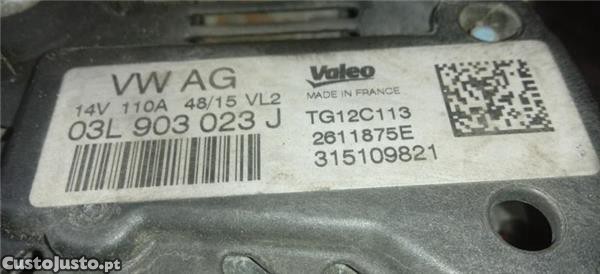 VW AG
14V 110A 48/15 VL2
03L 903 023 J
Valeo
MADE IN FRANCE
TG12C113
2611875E
315109821
CustoJusto.pt